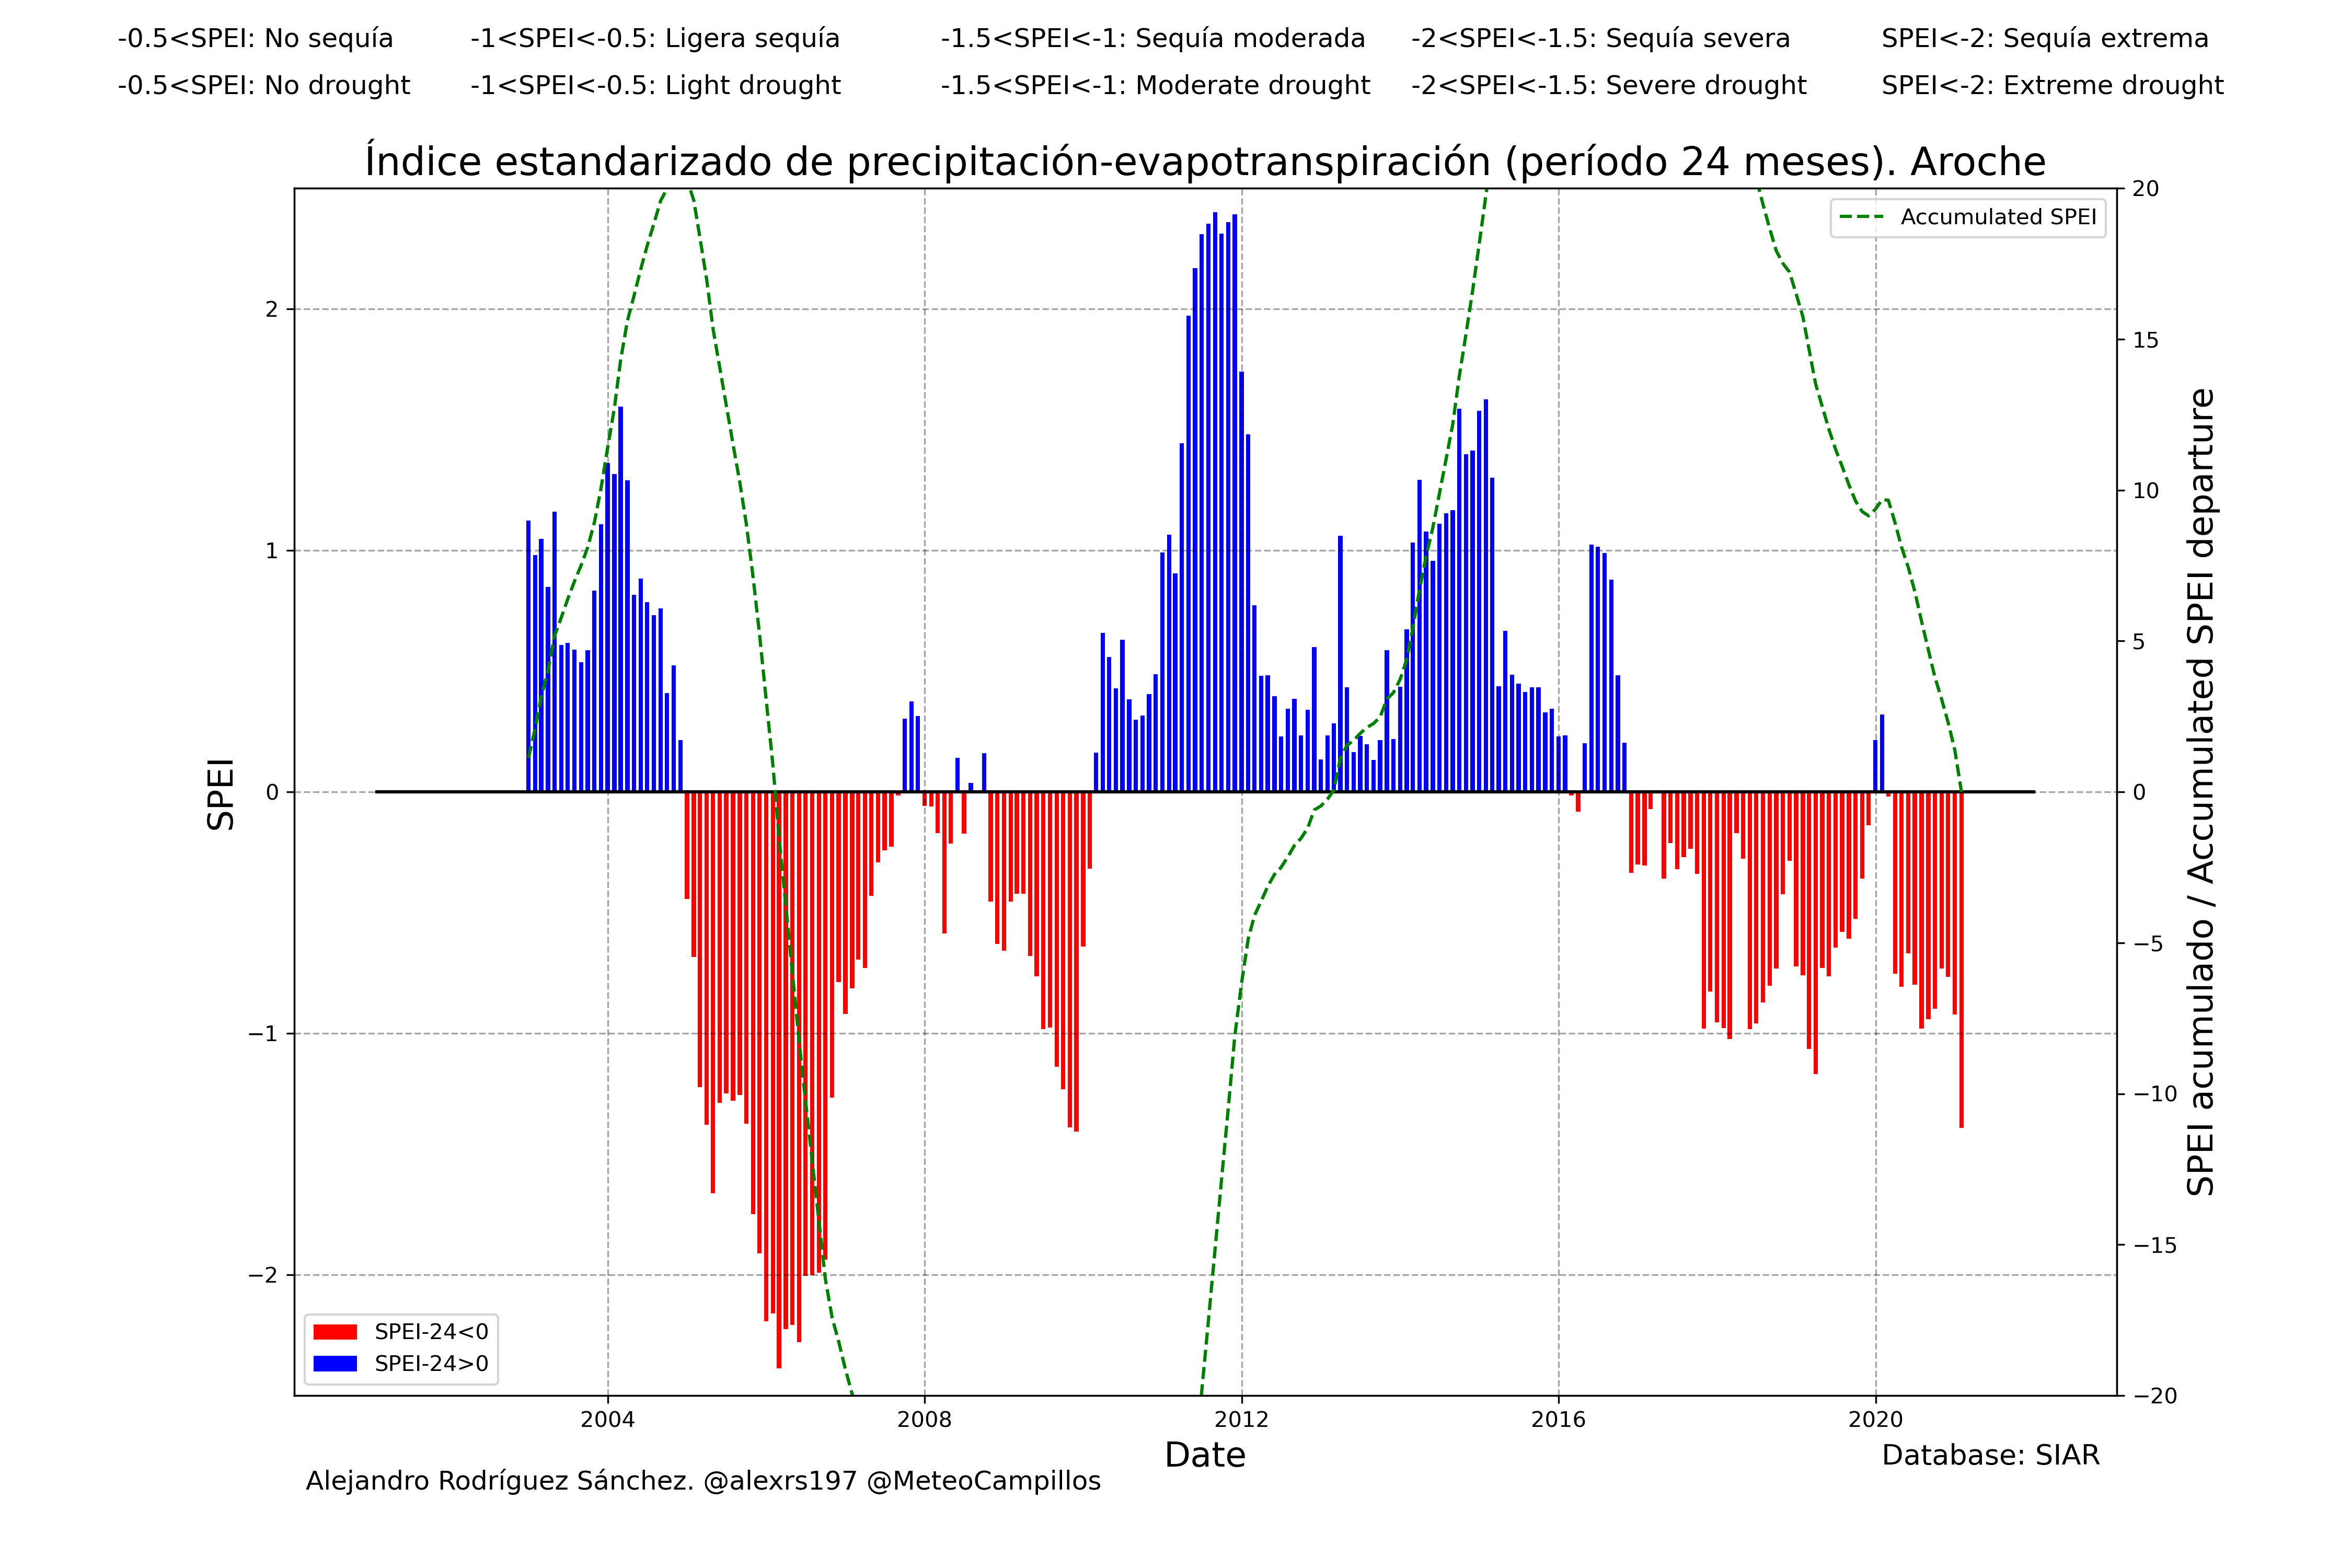 -0.5<SPEI: No sequía -1<SPEI<-0.5: Ligera sequía -1.5<SPEI<-1: Sequía moderada -2<SPEI<-1.5: Sequía severa SPEI<-2: Sequía extrema
-0.5<SPEI: No drought -1<SPEI<-0.5: Light drought -1.5<SPEI<-1: Moderate drought -2<SPEI<-1.5: Severe drought SPEI<-2: Extreme drought
Índice estandarizado de precipitación-evapotranspiración (período 24 meses). Aroche
SPEI
2
1
0
−1
−2
Accumulated SPEI
20
15
10
5
0
−5
−10
−15
−20
SPEI acumulado / Accumulated SPEI departure
SPEI-24<0
SPEI-24>0
2004 2008 2012 2016 2020
Date
Database: SIAR
Alejandro Rodríguez Sánchez. @alexrs197 @MeteoCampillos